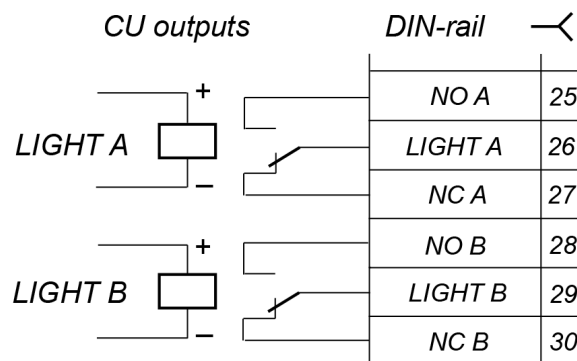 CU outputs DIN-rail
+
NO A 25
LIGHT A LIGHT A 26
–
NC A 27
+
NO B 28
LIGHT B LIGHT B 29
–
NC B 30